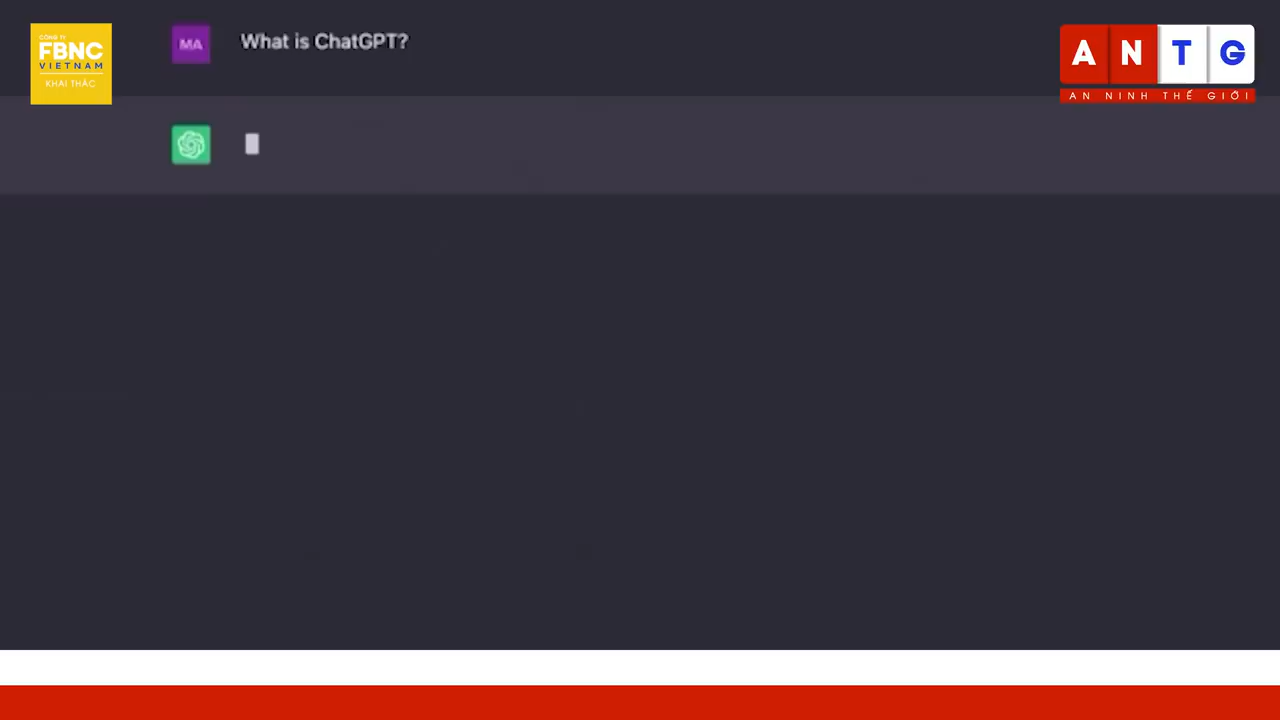 CÔNG TY
FBNC
VIETNAM
KHAI THÁC
MA
What is ChatGPT?
A N T G
AN NINH THẾ GIỚI